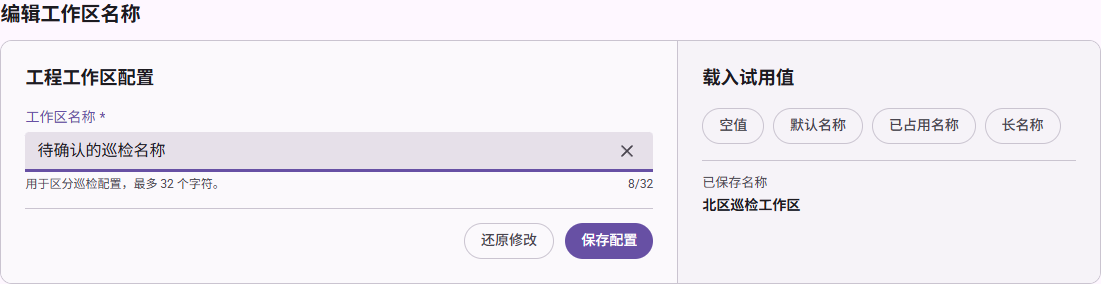 编辑工作区名称
工程工作区配置
工作区名称 *
待确认的巡检名称
用于区分巡检配置，最多 32 个字符。
8/32
还原修改
保存配置
载入试用值
空值
默认名称
已占用名称
长名称
已保存名称
北区巡检工作区